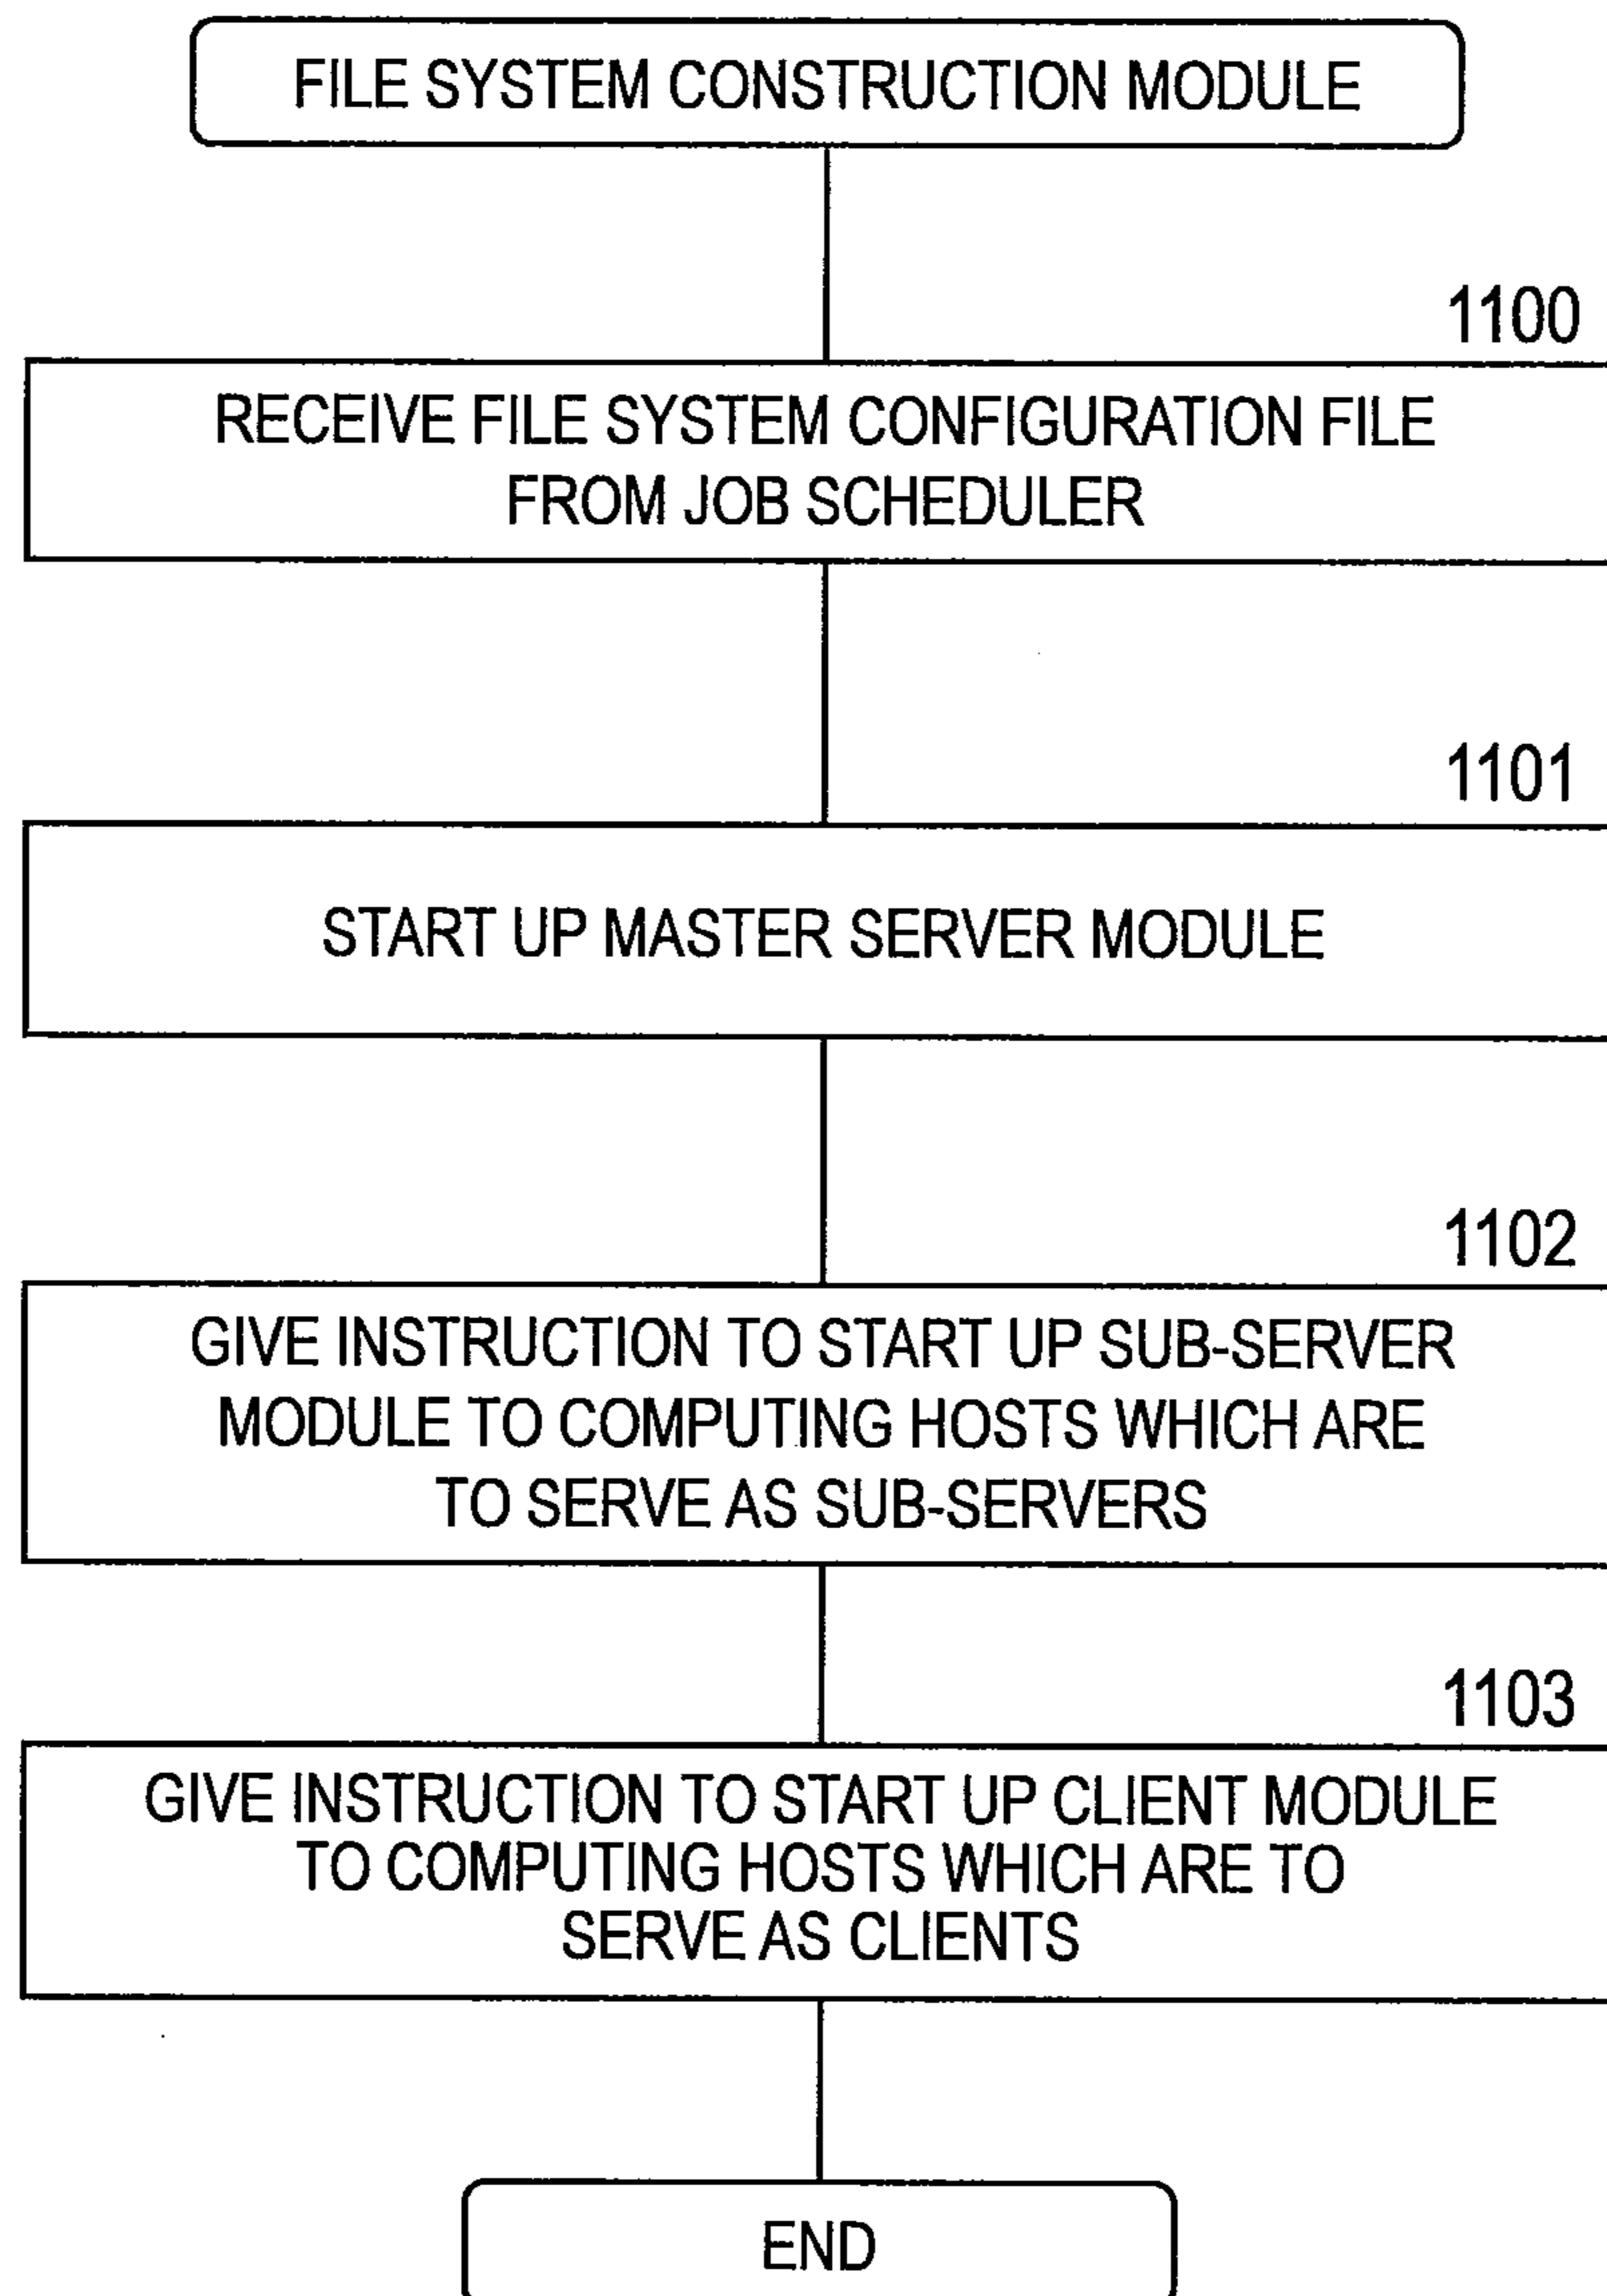 FILE SYSTEM CONSTRUCTION MODULE
1100
RECEIVE FILE SYSTEM CONFIGURATION FILE
FROM JOB SCHEDULER
1101
START UP MASTER SERVER MODULE
1102
GIVE INSTRUCTION TO START UP SUB-SERVER
MODULE TO COMPUTING HOSTS WHICH ARE
TO SERVE AS SUB-SERVERS
1103
GIVE INSTRUCTION TO START UP CLIENT MODULE
TO COMPUTING HOSTS WHICH ARE TO
SERVE AS CLIENTS
END